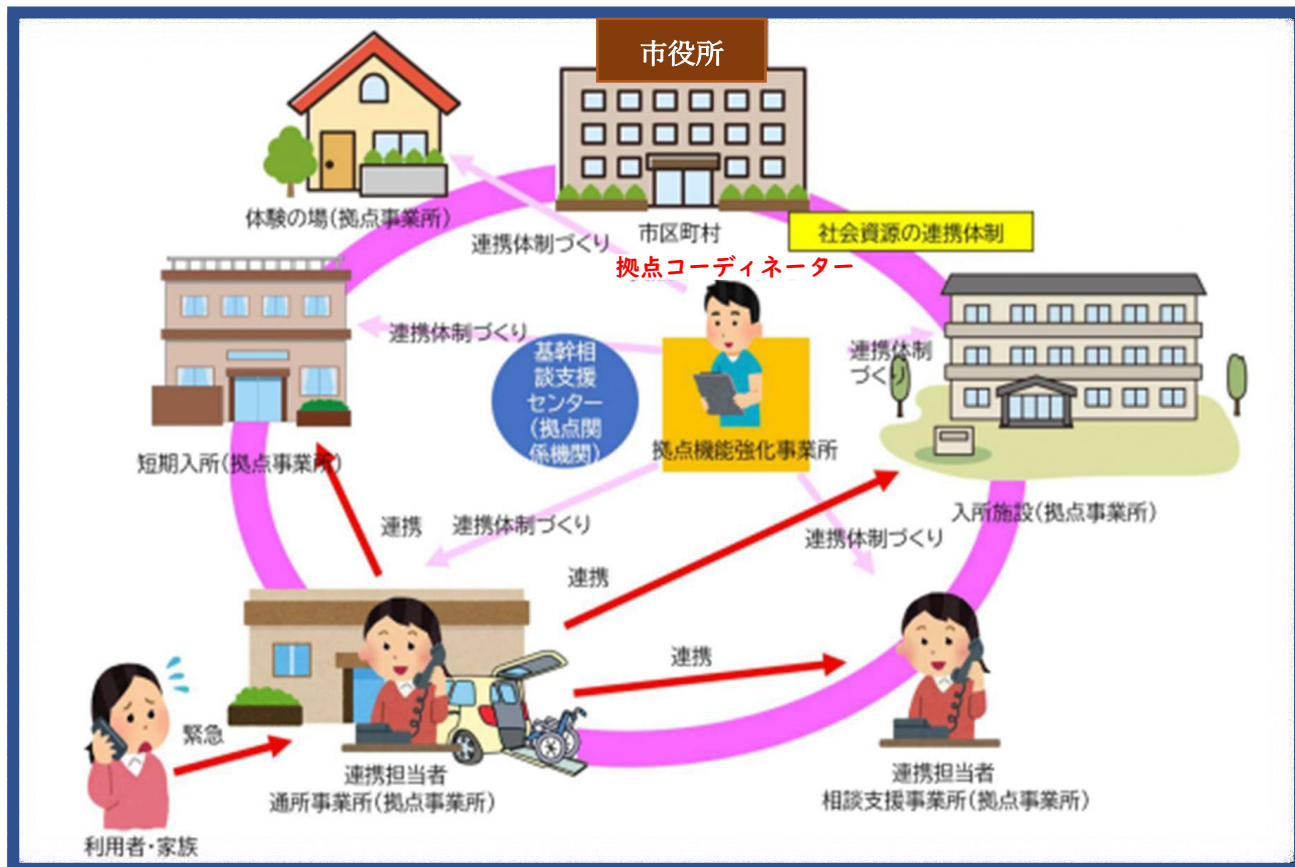 市役所
体験の場(拠点事業所)
市区町村
社会資源の連携体制
連携体制づくり
拠点コーディネーター
連携体制づくり
連携体制
づくり
基幹相
談支援
センター
(拠点関
係機関)
拠点機能強化事業所
短期入所(拠点事業所)
入所施設(拠点事業所)
連携
連携体制づくり
連携体制づくり
連携
連携
緊急
連携担当者
通所事業所(拠点事業所)
連携担当者
相談支援事業所(拠点事業所)
利用者・家族